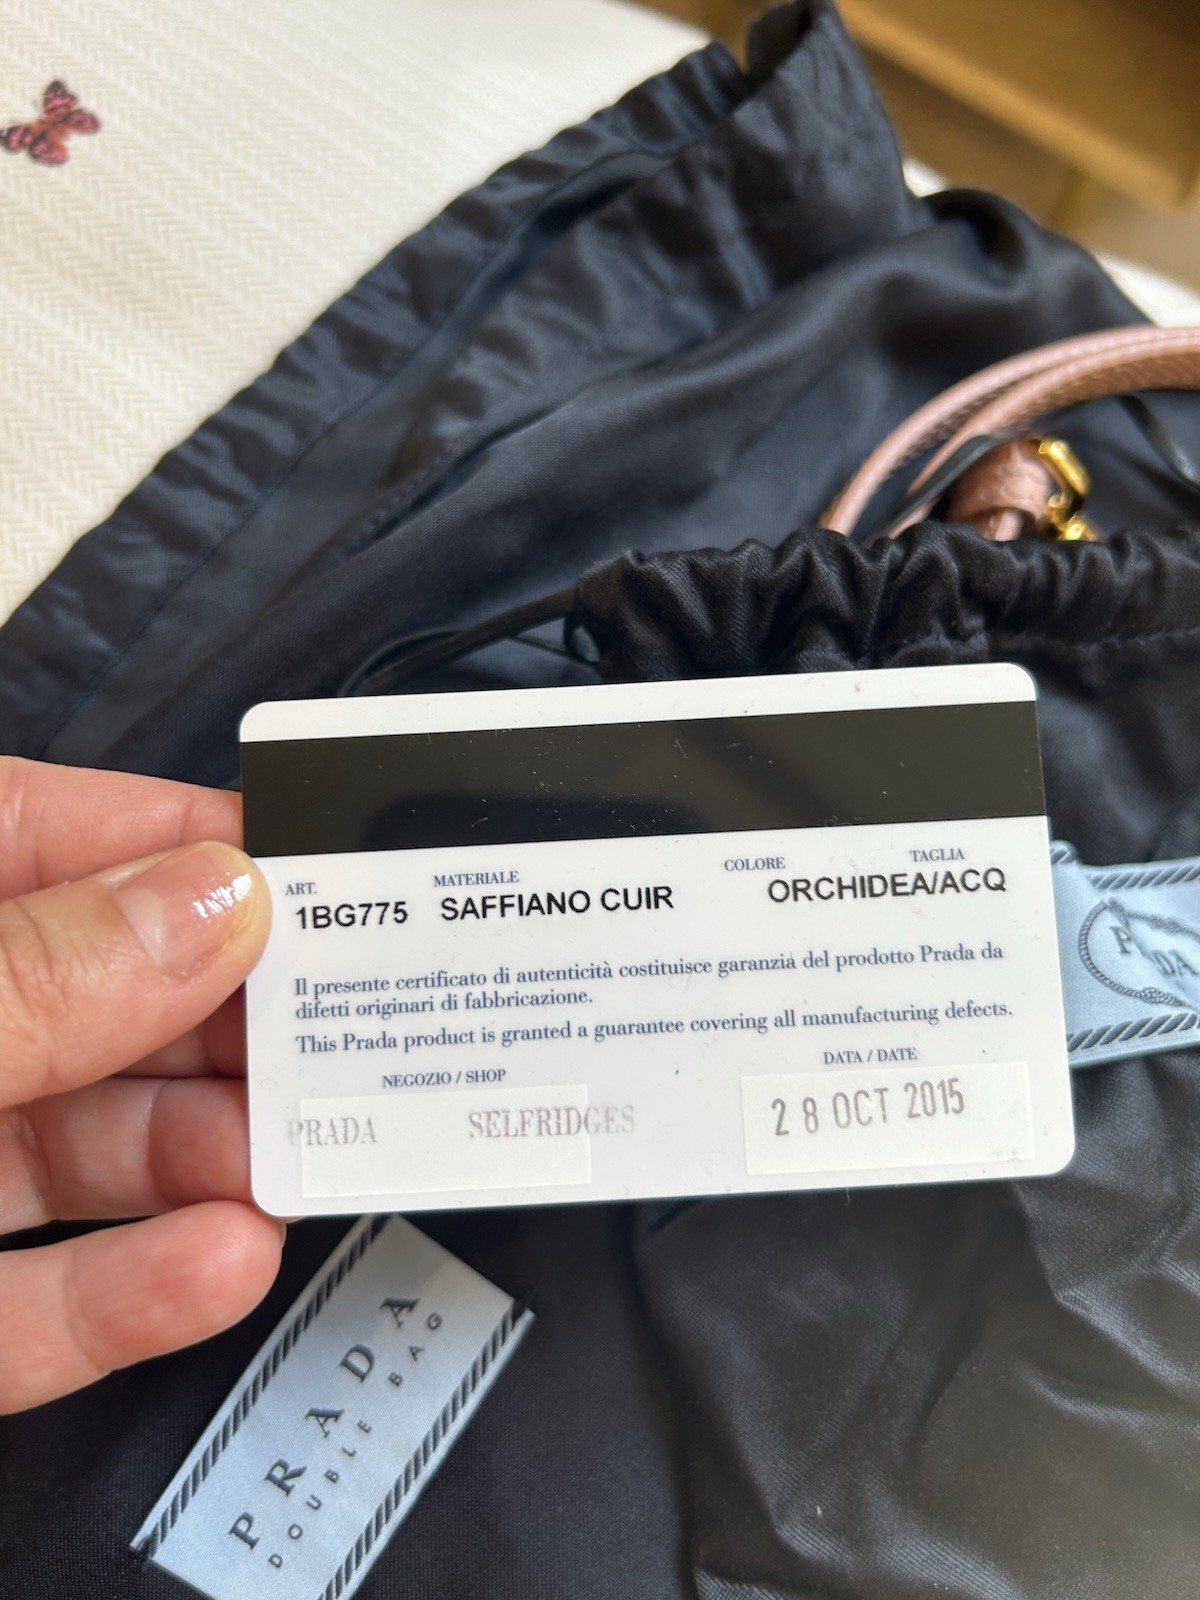 ART. MATERIALE COLORE TAGLIA
1BG775 SAFFIANO CUIR ORCHIDEA/ACQ
Il presente certificato di autenticità costituisce garanzia del prodotto Prada da
difetti originari di fabbricazione.
This Prada product is granted a guarantee covering all manufacturing defects.
NEGOZIO / SHOP DATA / DATE
PRADA SELFRIDGES 28 OCT 2015
PRADA
DOUBLE BAG